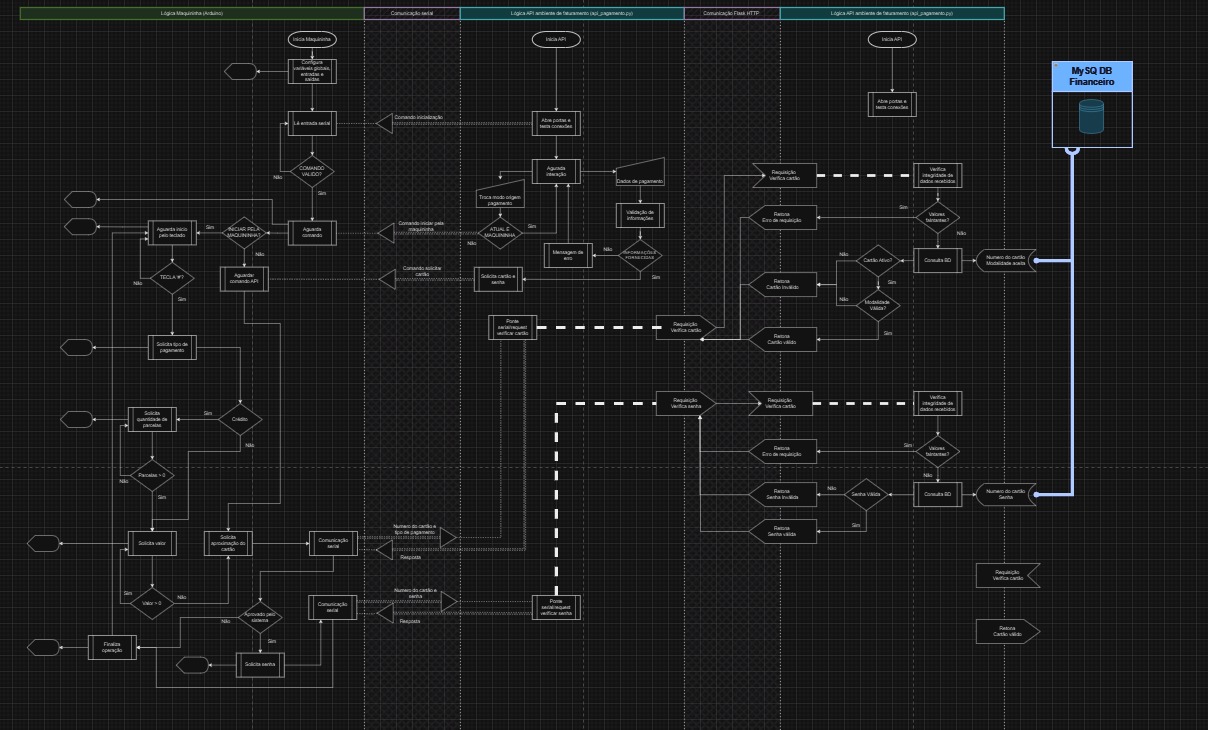 Lógica Maquininha (Arduino)
Comunicação serial
Lógica API ambiente de faturamento (api_pagamento.py)
Comunicação Flask HTTP
Lógica API ambiente de faturamento (api_pagamento.py)
Inicia Maquininha
Inicia API
Inicia API
MySQ DB
Financeiro
Configura
variáveis globais,
entradas e
saídas
Abre portas e
testa conexões
Lê entrada serial
Comando inicialização
Abre portas e
testa conexões
COMANDO
VALIDO?
Não
Sim
Aguarda
interação
Dados de pagamento
Requisição
Verifica cartão
Verifica
integridade de
dados recebidos
Troca modo origem
pagamento
Validação de
informações
Retorna
Erro de requisição
Sim
Valores
faltantes?
Não
Aguarda inicio
pelo teclado
Sim
INICIAR PELA
MAQUININHA?
Não
Aguarda
comando
Comando iniciar pela
maquininha
ATUAL É
MAQUININHA
Sim
Não
Mensagem de
erro
Não
INFORMAÇÕES
FORNECIDAS
Sim
Não
Cartão Ativo?
Consulta BD
Numero do cartão
Modalidade aceita
TECLA '#'?
Não
Sim
Aguardar
comando API
Comando solicitar
cartão
Solicita cartão e
senha
Retorna
Cartão Inválido
Sim
Não
Modalidade
Válida?
Sim
Ponte
serial/request
verificar cartão
Requisição
Verifica cartão
Retorna
Cartão válido
Solicita tipo de
pagamento
Solicita
quantidade de
parcelas
Sim
Crédito
Não
Requisição
Verifica senha
Requisição
Verifica cartão
Verifica
integridade de
dados recebidos
Retorna
Erro de requisição
Sim
Valores
faltantes?
Não
Parcelas > 0
Não
Sim
Retorna
Senha Inválida
Não
Senha Válida
Sim
Consulta BD
Numero do cartão
Senha
Retorna
Senha válida
Solicita valor
Solicita
aproximação do
cartão
Comunicação
serial
Numero do cartão e
tipo de pagamento
Resposta
Requisição
Verifica cartão
Sim
Valor > 0
Não
Comunicação
serial
Numero do cartão e
senha
Resposta
Ponte
serial/request
verificar senha
Aprovado pelo
sistema
Não
Sim
Retorna
Cartão válido
Finaliza
operação
Solicita senha